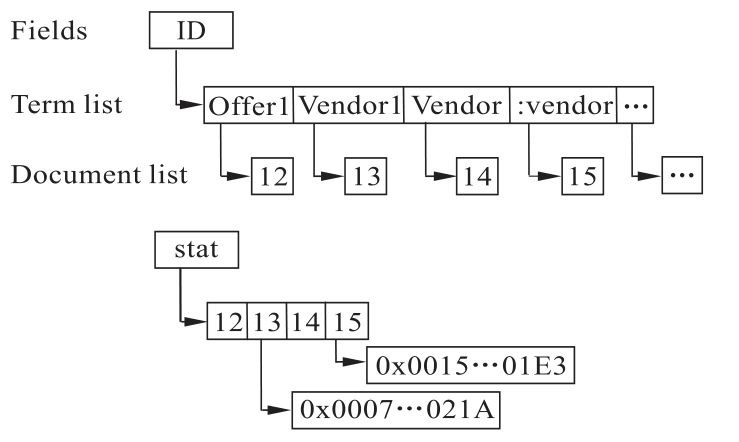 Fields ID
Term list Offer1 Vendor1 Vendor :vendor ···
Document list 12 13 14 15 ···
stat
12 13 14 15
0x0015···01E3
0x0007···021A